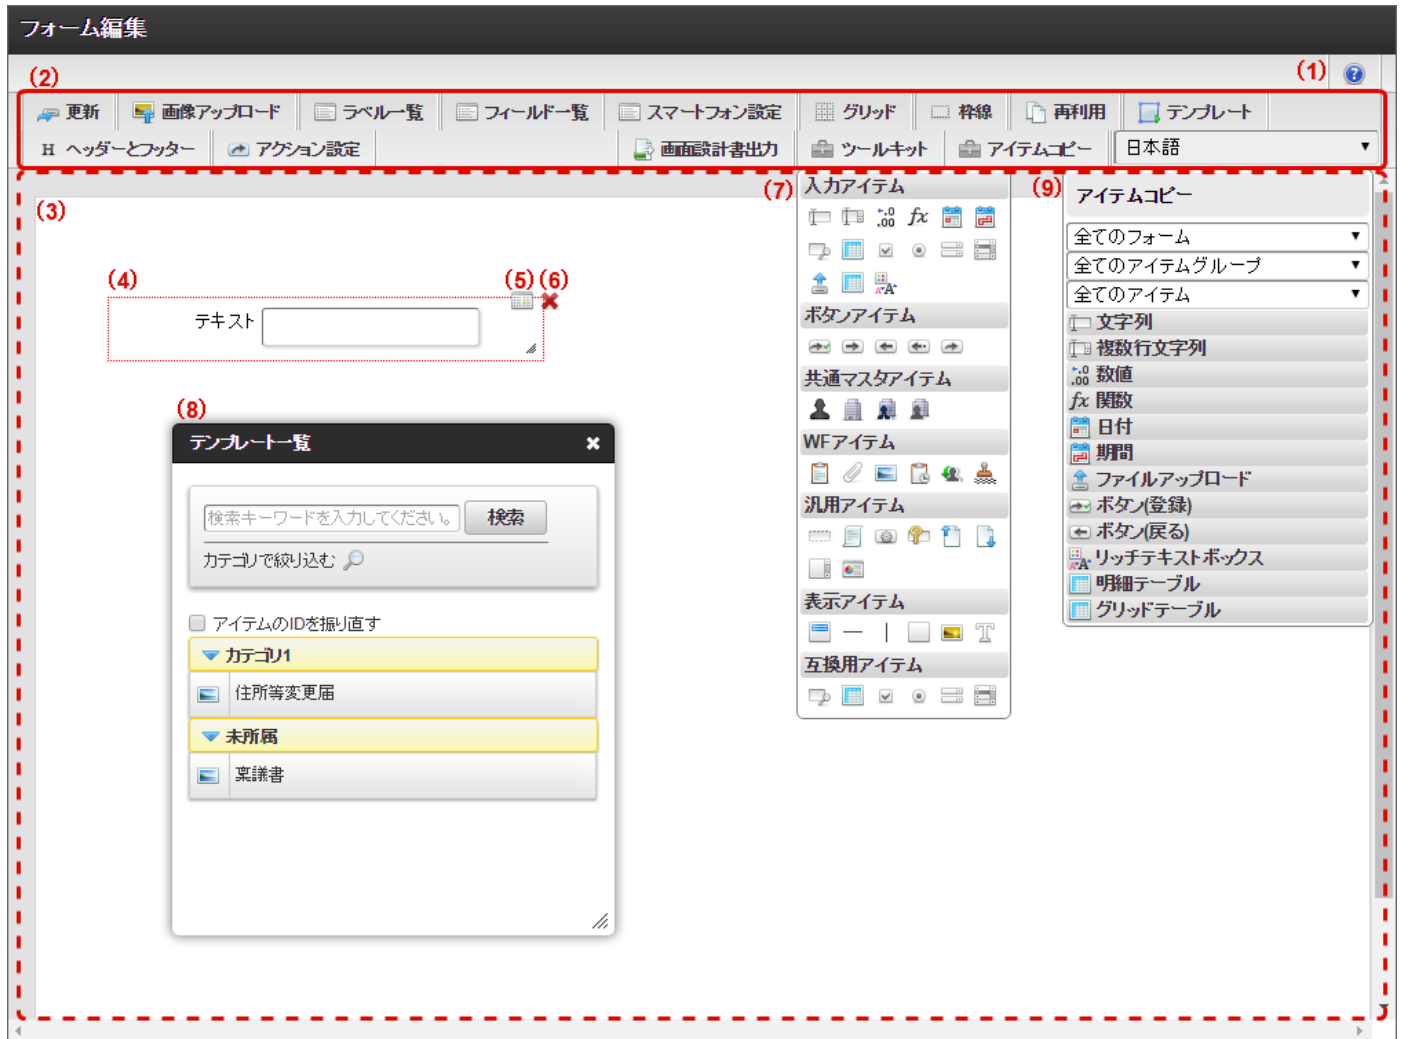 フォーム編集
(1)
(2)
更新 画像アップロード ラベル一覧 フィールド一覧 スマートフォン設定 グリッド 枠線 再利用 テンプレート
H ヘッダーとフッター アクション設定 画面設計書出力 ツールキット アイテムコピー 日本語
(3)
(4)
(5)
(6)
テキスト
(7)
入力アイテム
ボタンアイテム
共通マスタアイテム
WFアイテム
汎用アイテム
表示アイテム
互換用アイテム
(8)
テンプレート一覧
検索キーワードを入力してください。 検索
カテゴリで絞り込む
アイテムのIDを振り直す
カテゴリ1
住所等変更届
未所属
稟議書
(9)
アイテムコピー
全てのフォーム
全てのアイテムグループ
全てのアイテム
文字列
複数行文字列
数値
fx 関数
日付
期間
ファイルアップロード
ボタン(登録)
ボタン(戻る)
リッチテキストボックス
明細テーブル
グリッドテーブル